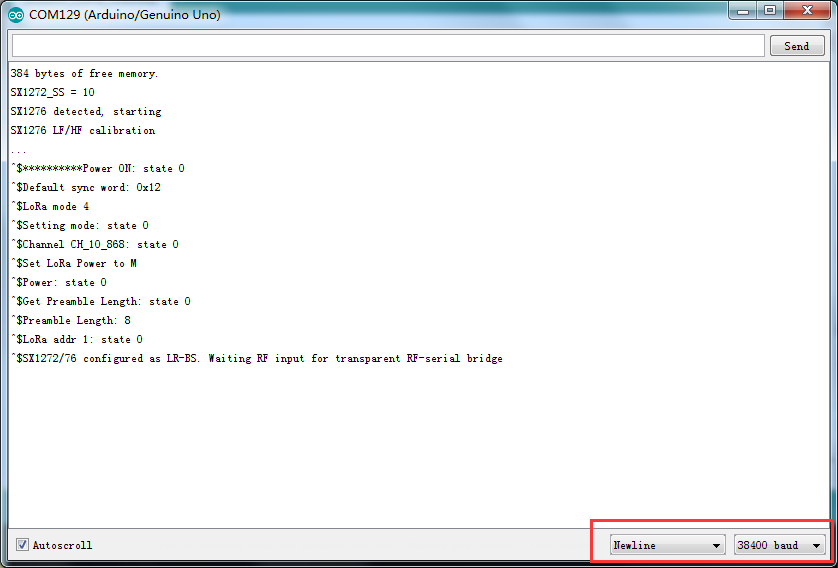 COM129 (Arduino/Genuino Uno)
Send
384 bytes of free memory.
SX1272_SS = 10
SX1276 detected, starting
SX1276 LF/HF calibration
...
^$**********Power ON: state 0
^$Default sync word: 0x12
^$LoRa mode 4
^$Setting mode: state 0
^$Channel CH_10_868: state 0
^$Set LoRa Power to M
^$Power: state 0
^$Get Preamble Length: state 0
^$Preamble Length: 8
^$LoRa addr 1: state 0
^$SX1272/76 configured as LR-BS. Waiting RF input for transparent RF-serial bridge
Autoscroll
Newline
38400 baud